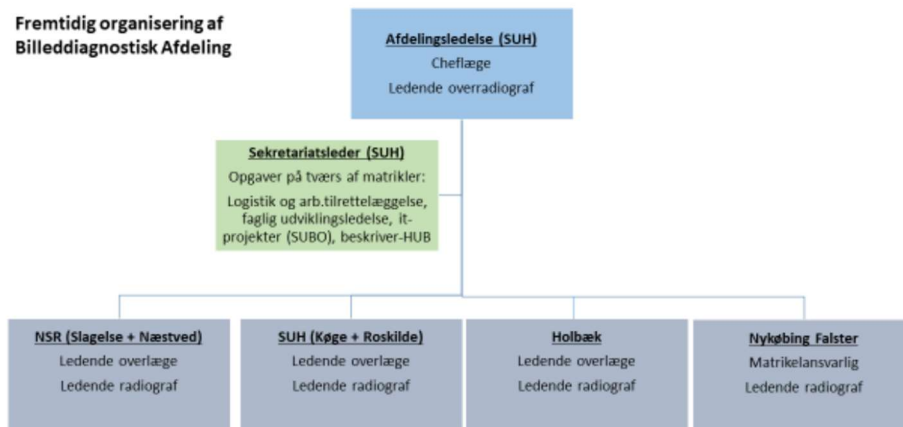 Fremtidig organisering af
Billeddiagnostisk Afdeling
Afdelingsledelse (SUH)
Cheflæge
Ledende overradiograf
Sekretariatsleder (SUH)
Opgaver på tværs af matrikler:
Logistik og arb.tilrettelæggelse,
faglig udviklingsledelse, it-
projekter (SUBO), beskriver-HUB
NSR (Slagelse + Næstved)
Ledende overlæge
Ledende radiograf
SUH (Køge + Roskilde)
Ledende overlæge
Ledende radiograf
Holbæk
Ledende overlæge
Ledende radiograf
Nykøbing Falster
Matrikelansvarlig
Ledende radiograf